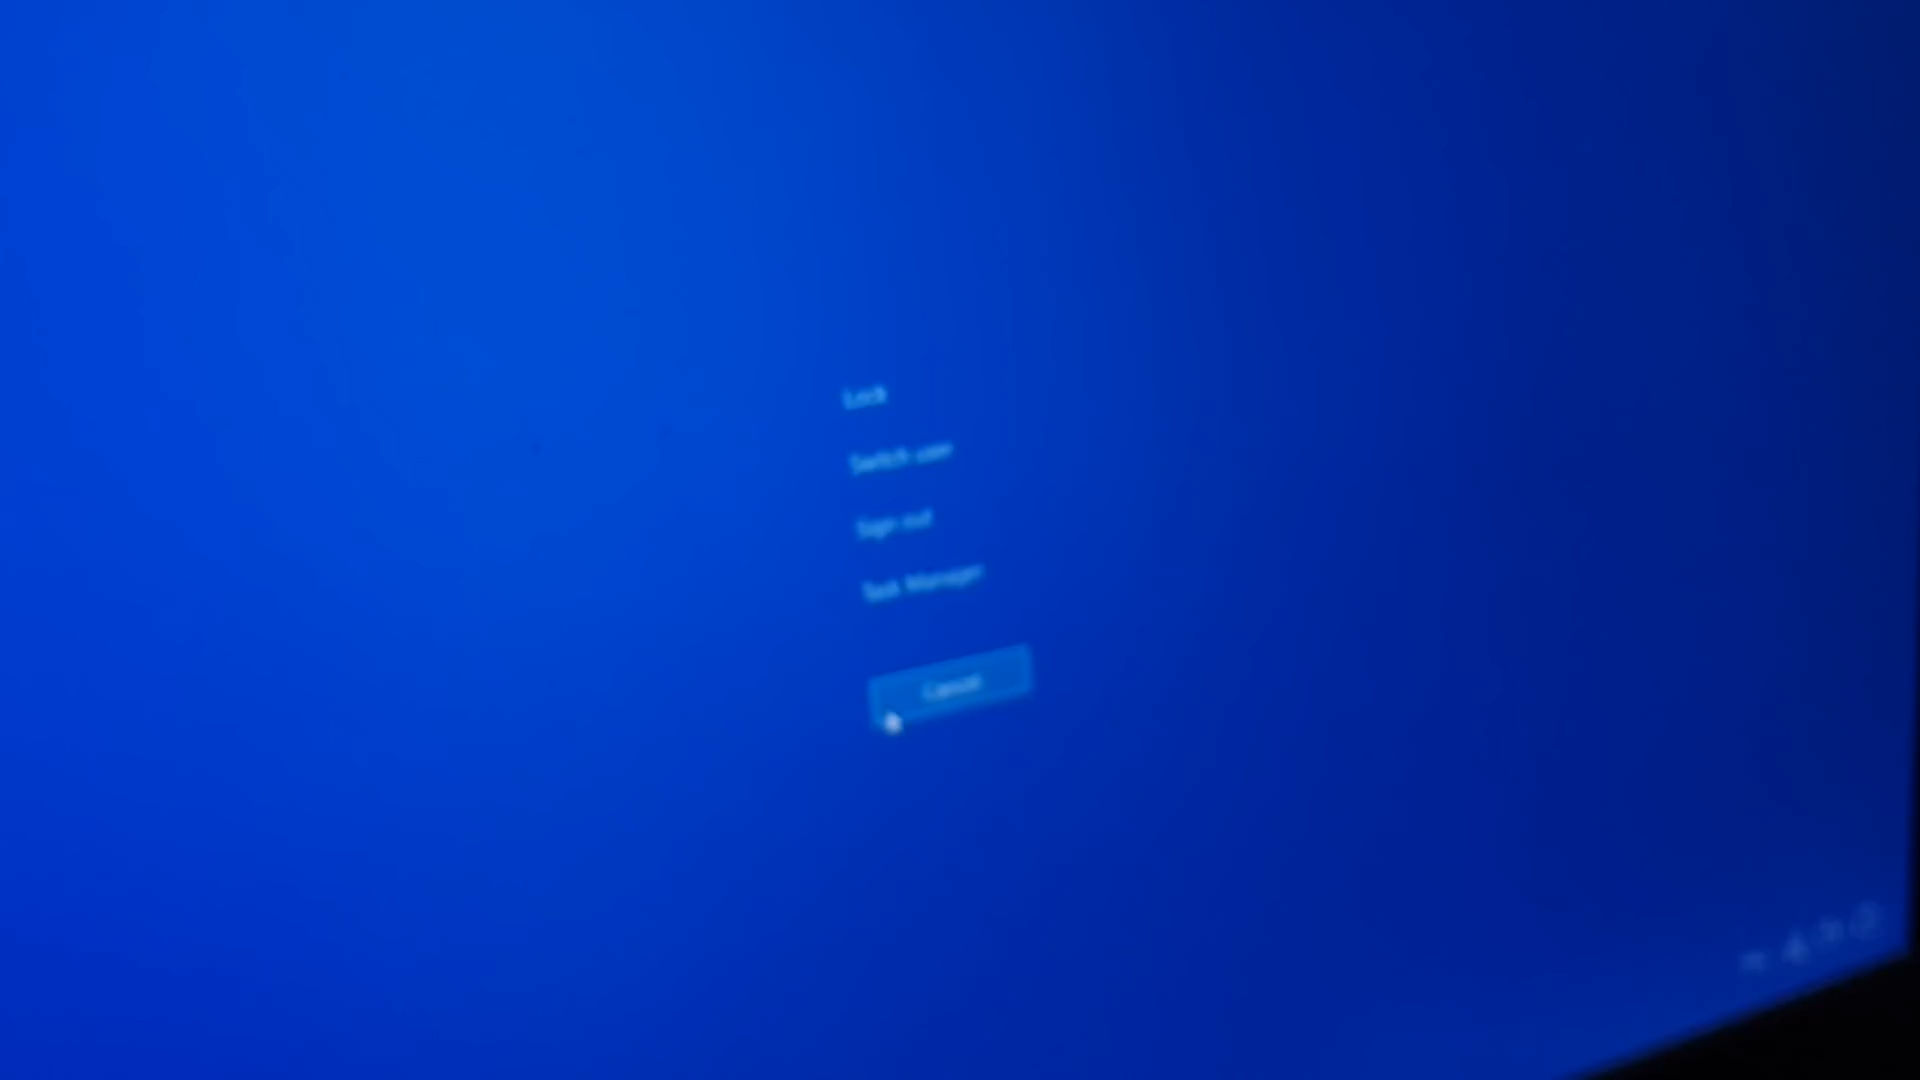 Lock
Switch user
Sign out
Task Manager
Cancel